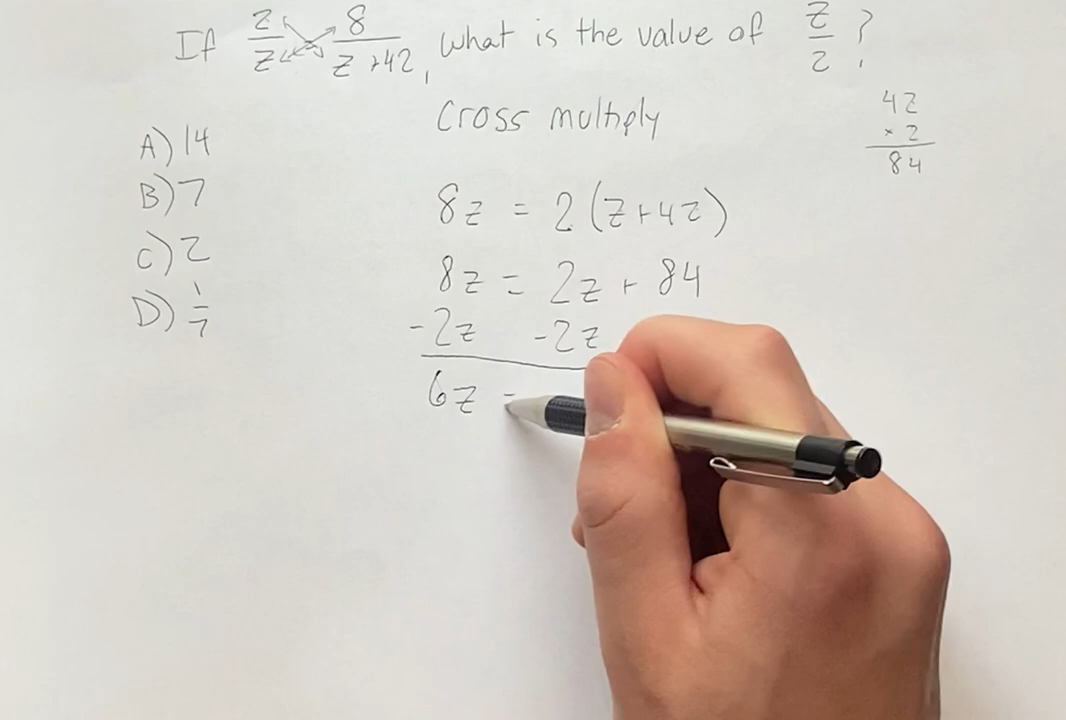 If 2/z = 8/(z+42), what is the value of z/2?
Cross multiply
42
× 2
84
A) 14
B) 7
C) 2
D) 1/7
8z = 2(z+42)
8z = 2z + 84
-2z -2z
6z =